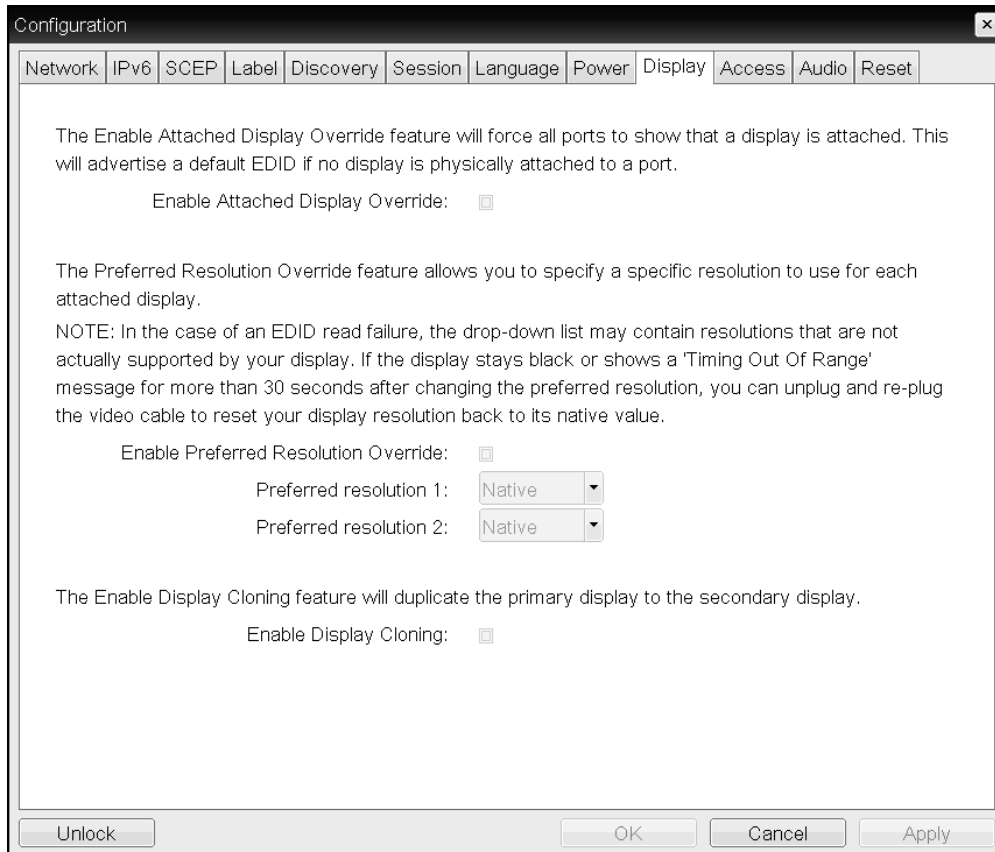 Configuration
Network IPv6 SCEP Label Discovery Session Language Power Display Access Audio Reset
The Enable Attached Display Override feature will force all ports to show that a display is attached. This
will advertise a default EDID if no display is physically attached to a port.
Enable Attached Display Override:
The Preferred Resolution Override feature allows you to specify a specific resolution to use for each
attached display.
NOTE: In the case of an EDID read failure, the drop-down list may contain resolutions that are not
actually supported by your display. If the display stays black or shows a 'Timing Out Of Range'
message for more than 30 seconds after changing the preferred resolution, you can unplug and re-plug
the video cable to reset your display resolution back to its native value.
Enable Preferred Resolution Override:
Preferred resolution 1: Native
Preferred resolution 2: Native
The Enable Display Cloning feature will duplicate the primary display to the secondary display.
Enable Display Cloning:
Unlock OK Cancel Apply